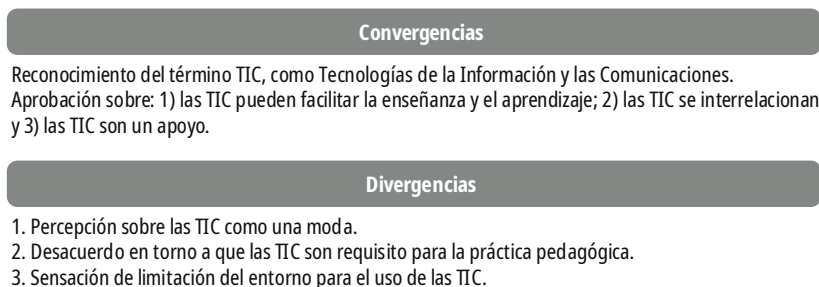 Convergencias
Reconocimiento del término TIC, como Tecnologías de la Información y las Comunicaciones.
Aprobación sobre: 1) las TIC pueden facilitar la enseñanza y el aprendizaje; 2) las TIC se interrelacionan
y 3) las TIC son un apoyo.
Divergencias
1. Percepción sobre las TIC como una moda.
2. Desacuerdo en torno a que las TIC son requisito para la práctica pedagógica.
3. Sensación de limitación del entorno para el uso de las TIC.